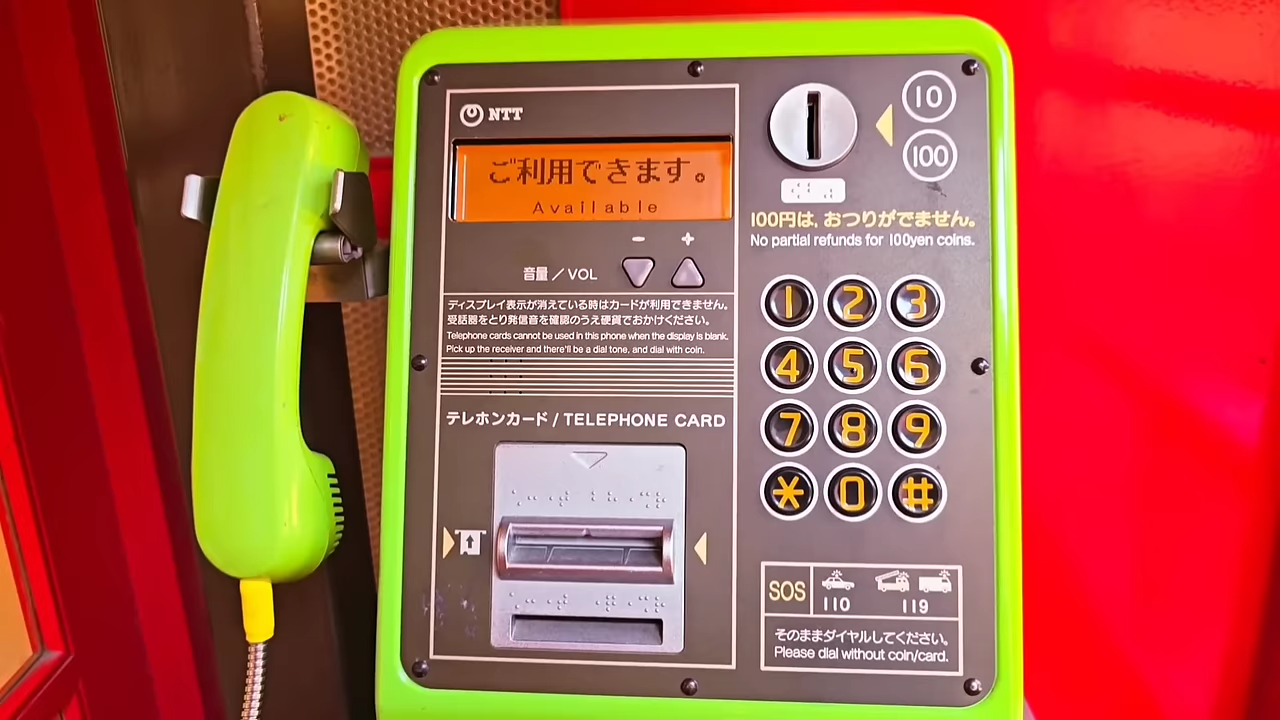 NTT
ご利用できます。
Available
- +
音量／VOL
ディスプレイ表示が消えている時はカードが利用できません。
受話器をとり発信音を確認のうえ硬貨でおかけください。
Telephone cards cannot be used in this phone when the display is blank.
Pick up the receiver and there'll be a dial tone, and dial with coin.
テレホンカード / TELEPHONE CARD
10
100
100円は、おつりがでません。
No partial refunds for 100yen coins.
1 2 3
4 5 6
7 8 9
* 0 #
SOS
110 119
そのままダイヤルしてください。
Please dial without coin/card.